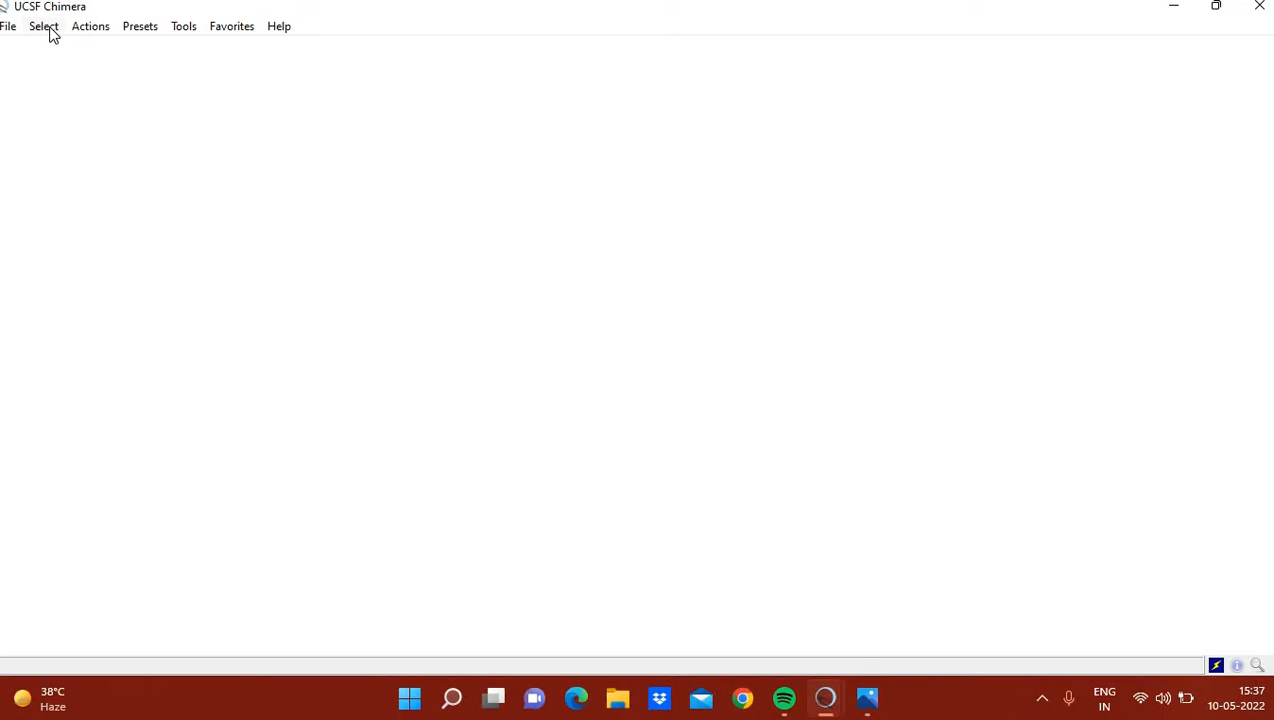 UCSF Chimera
File Select Actions Presets Tools Favorites Help
38°C
Haze
ENG
IN
15:37
10-05-2022